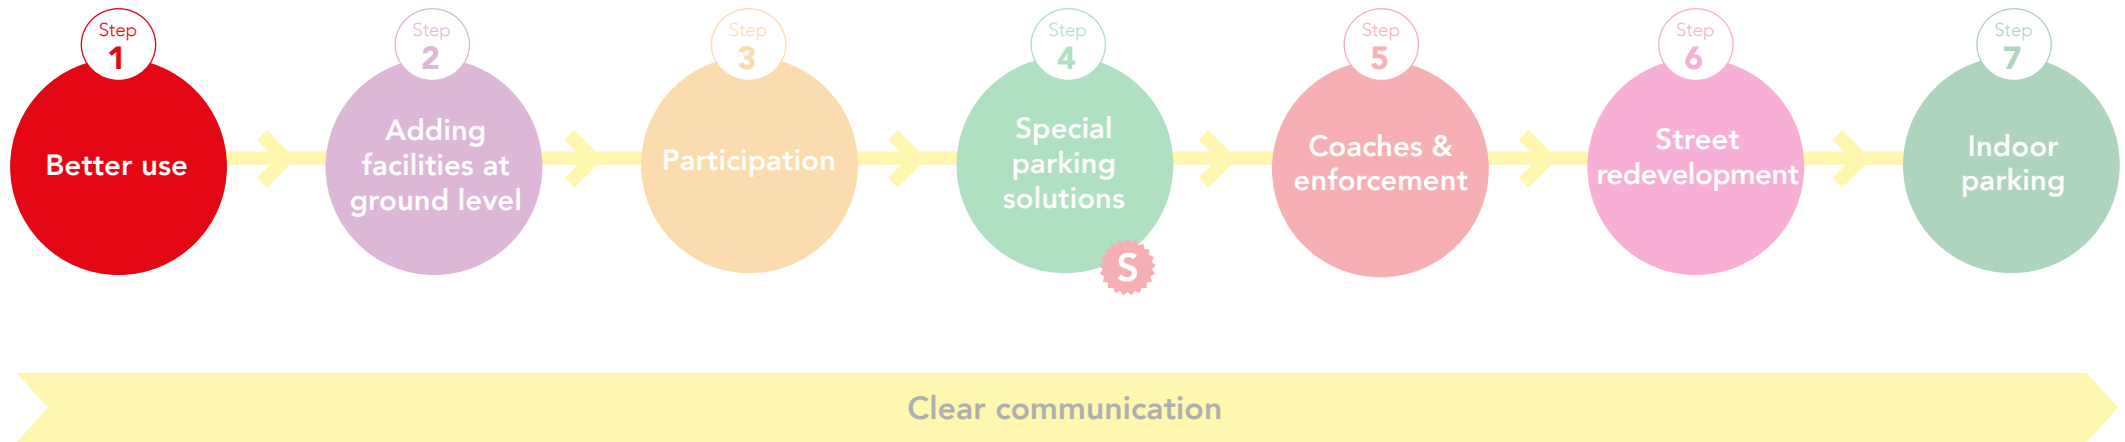 Step
1
Better use
Step
2
Adding
facilities at
ground level
Step
3
Participation
Step
4
Special
parking
solutions
S
Step
5
Coaches &
enforcement
Step
6
Street
redevelopment
Step
7
Indoor
parking
Clear communication